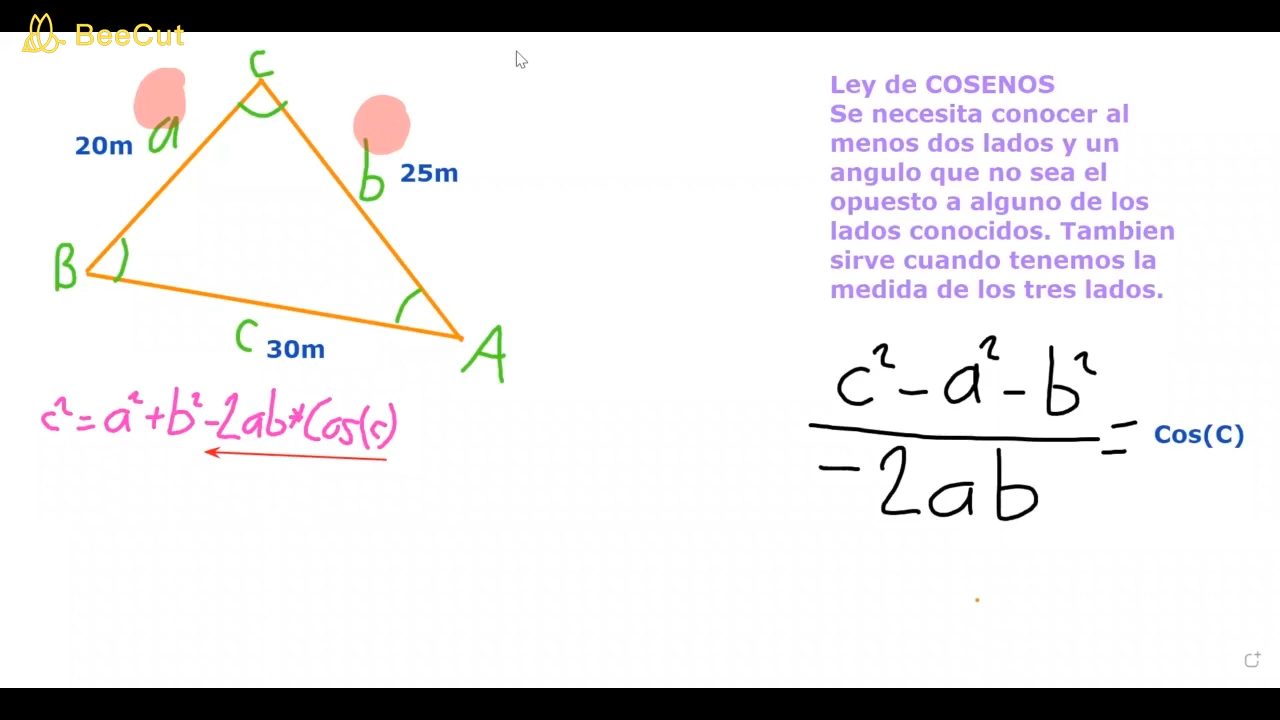 BeeCut
C
a
20m
b
25m
B
C
30m
A
c² = a² + b² - 2ab * Cos(c)
Ley de COSENOS
Se necesita conocer al
menos dos lados y un
angulo que no sea el
opuesto a alguno de los
lados conocidos. Tambien
sirve cuando tenemos la
medida de los tres lados.
c² - a² - b²
-2ab
= Cos(C)